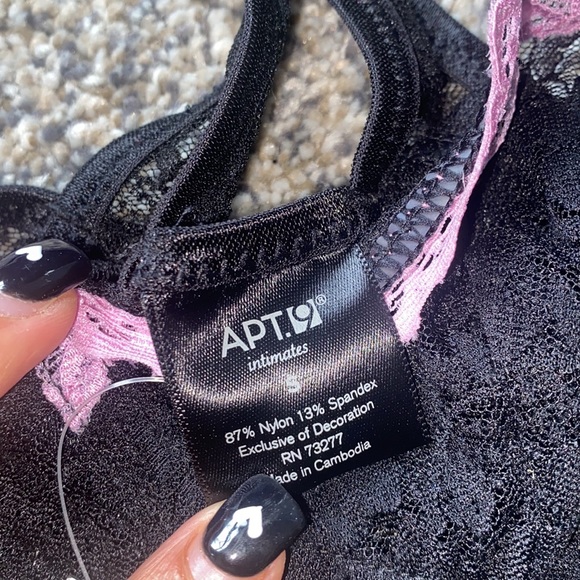 APT.9®
intimates
S
87% Nylon 13% Spandex
Exclusive of Decoration
RN 73277
Made in Cambodia